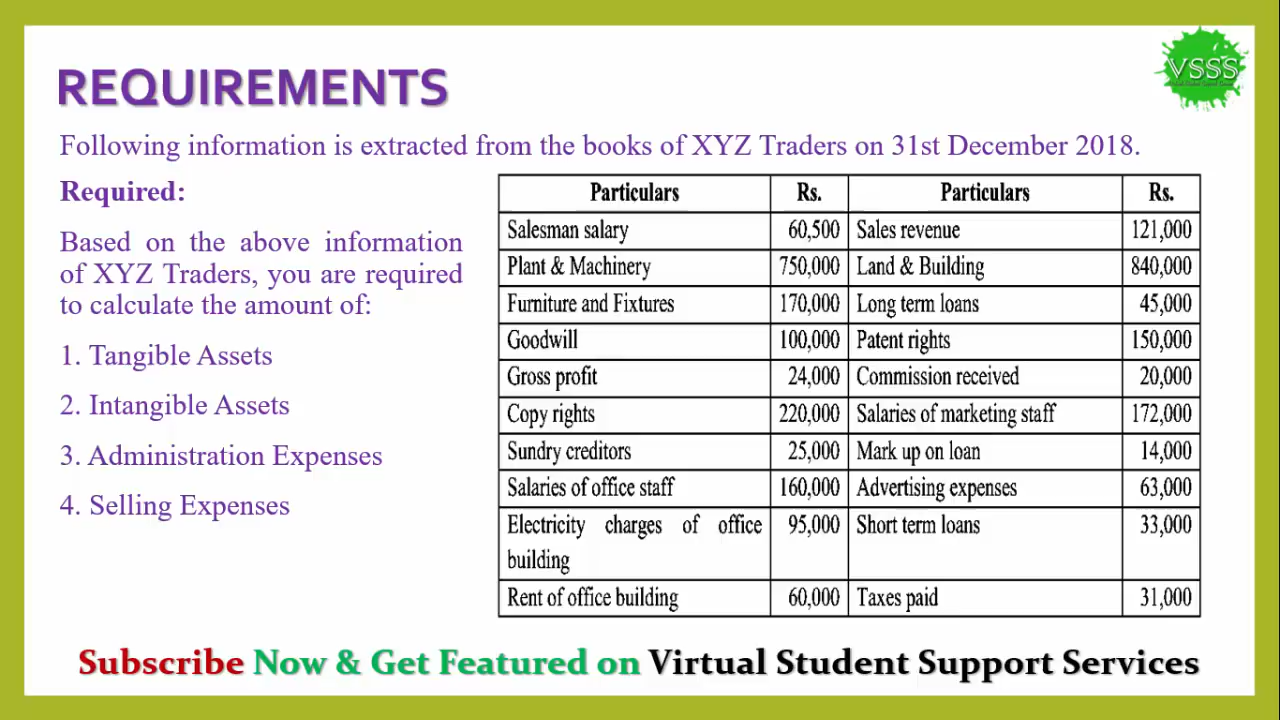 VSSS
REQUIREMENTS
Following information is extracted from the books of XYZ Traders on 31st December 2018.
Required:
Based on the above information
of XYZ Traders, you are required
to calculate the amount of:
1. Tangible Assets
2. Intangible Assets
3. Administration Expenses
4. Selling Expenses
Particulars Rs. Particulars Rs.
Salesman salary 60,500 Sales revenue 121,000
Plant & Machinery 750,000 Land & Building 840,000
Furniture and Fixtures 170,000 Long term loans 45,000
Goodwill 100,000 Patent rights 150,000
Gross profit 24,000 Commission received 20,000
Copy rights 220,000 Salaries of marketing staff 172,000
Sundry creditors 25,000 Mark up on loan 14,000
Salaries of office staff 160,000 Advertising expenses 63,000
Electricity charges of office 95,000 Short term loans 33,000
building
Rent of office building 60,000 Taxes paid 31,000
Subscribe Now & Get Featured on Virtual Student Support Services